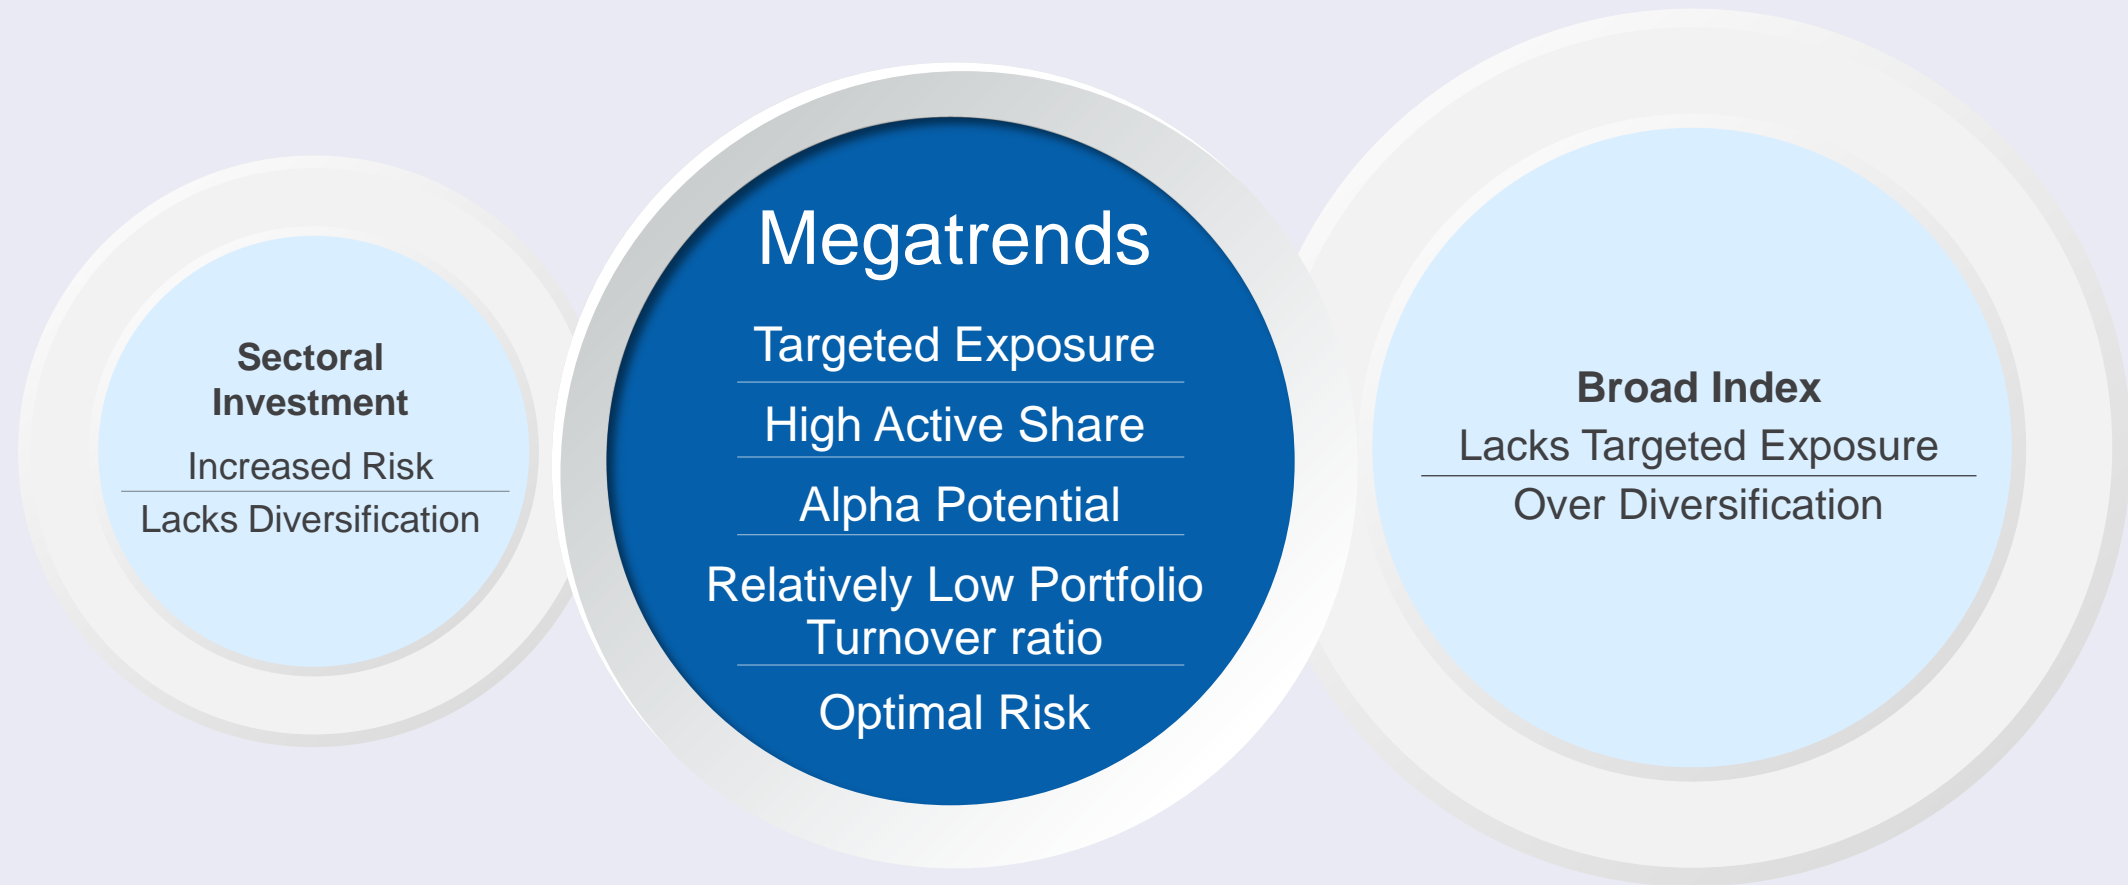 Sectoral
Investment
Increased Risk
Lacks Diversification
Megatrends
Targeted Exposure
High Active Share
Alpha Potential
Relatively Low Portfolio
Turnover ratio
Optimal Risk
Broad Index
Lacks Targeted Exposure
Over Diversification